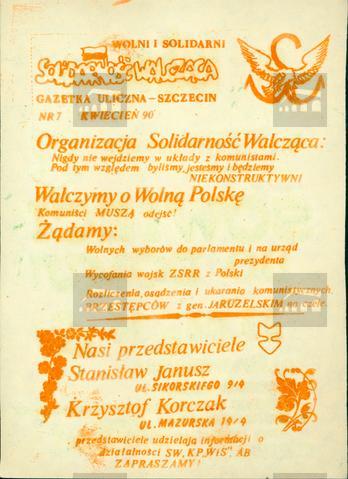 WOLNI I SOLIDARNI
SOLIDARNOŚĆ WALCZĄCA
GAZETKA ULICZNA - SZCZECIN
NR 7 KWIECIEŃ 90'
Organizacja Solidarność Walcząca:
Nigdy nie wejdziemy w układy z komunistami.
Pod tym względem byliśmy, jesteśmy i będziemy
NIEKONSTRUKTYWNI
Walczymy o Wolną Polskę
Komuniści MUSZĄ odejść!
Żądamy:
Wolnych wyborów do parlamentu i na urząd
prezydenta
Wycofania wojsk ZSRR z Polski
Rozliczenia, osądzenia i ukarania komunistycznych
PRZESTĘPCÓW z gen. JARUZELSKIM na czele.
Nasi przedstawiciele
Stanisław Janusz
UL. SIKORSKIEGO 9/4
Krzysztof Korczak
UL. MAZURSKA 19/4
przedstawiciele udzielają informacji o
działalności SW, KP, WiS", AB
ZAPRASZAMY!